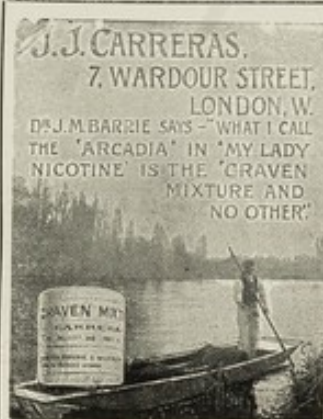 J.J. CARRERAS.
7, WARDOUR STREET,
LONDON, W.
DR J.M. BARRIE SAYS - "WHAT I CALL
THE 'ARCADIA' IN 'MY LADY
NICOTINE' IS THE 'CRAVEN
MIXTURE AND
NO OTHER."
CRAVEN MIXT
CARRERAS